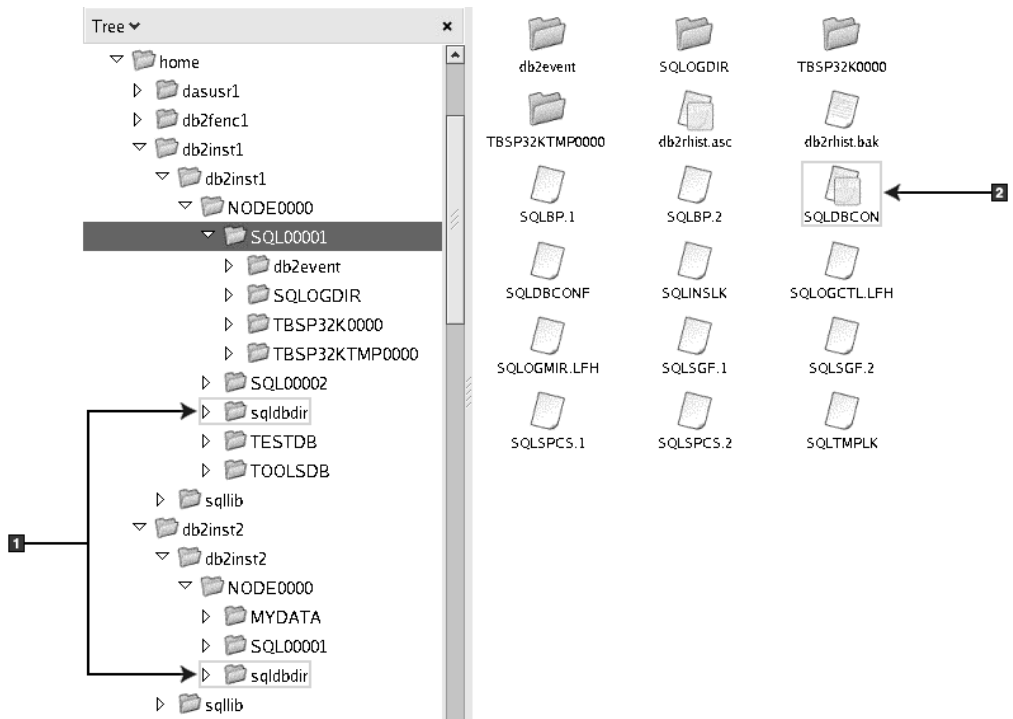 Tree
home
dasusr1
db2fenc1
db2inst1
db2inst1
NODE0000
SQL00001
db2event
SQLOGDIR
TBSP32K0000
TBSP32KTMP0000
SQL00002
sqldbdir
TESTDB
TOOLSDB
sqllib
db2inst2
db2inst2
NODE0000
MYDATA
SQL00001
sqldbdir
sqllib
1
db2event SQLOGDIR TBSP32K0000
TBSP32KTMP0000 db2rhist.asc db2rhist.bak
SQLBP.1 SQLBP.2 SQLDBCON
2
SQLDBCONF SQLINSLK SQLOGCTL.LFH
SQLOGMIR.LFH SQLSGF.1 SQLSGF.2
SQLSPCS.1 SQLSPCS.2 SQLTMPLK